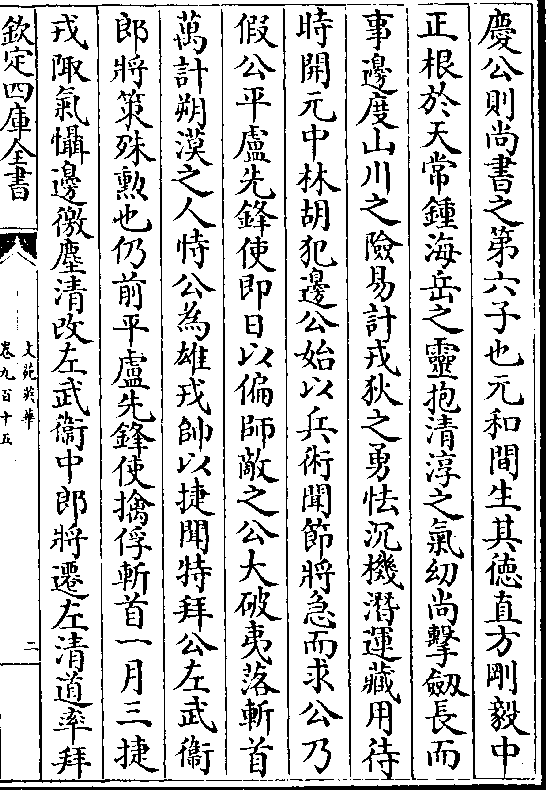 慶公則尚書之第六子也元和間生其徳直方剛毅中
正根於天常鍾海岳之靈抱清淳之氣幼尚擊劔長而
事邊度山川之險易計戎狄之勇怯沉機潛運藏用待
時開元中林胡犯邊公始以兵術聞節將急而求公乃
假公平盧先鋒使即日以偏師敵之公大破夷落斬首
萬計朔漠之人恃公為雄戎帥以捷聞特拜公左武衞
郎將策殊勲也仍前平盧先鋒使擒俘斬首一月三捷
戎陬氣懾邊徼塵清改左武衞中郎將遷左清道率拜
欽定四庫全書
文苑英華
卷九百十五
二